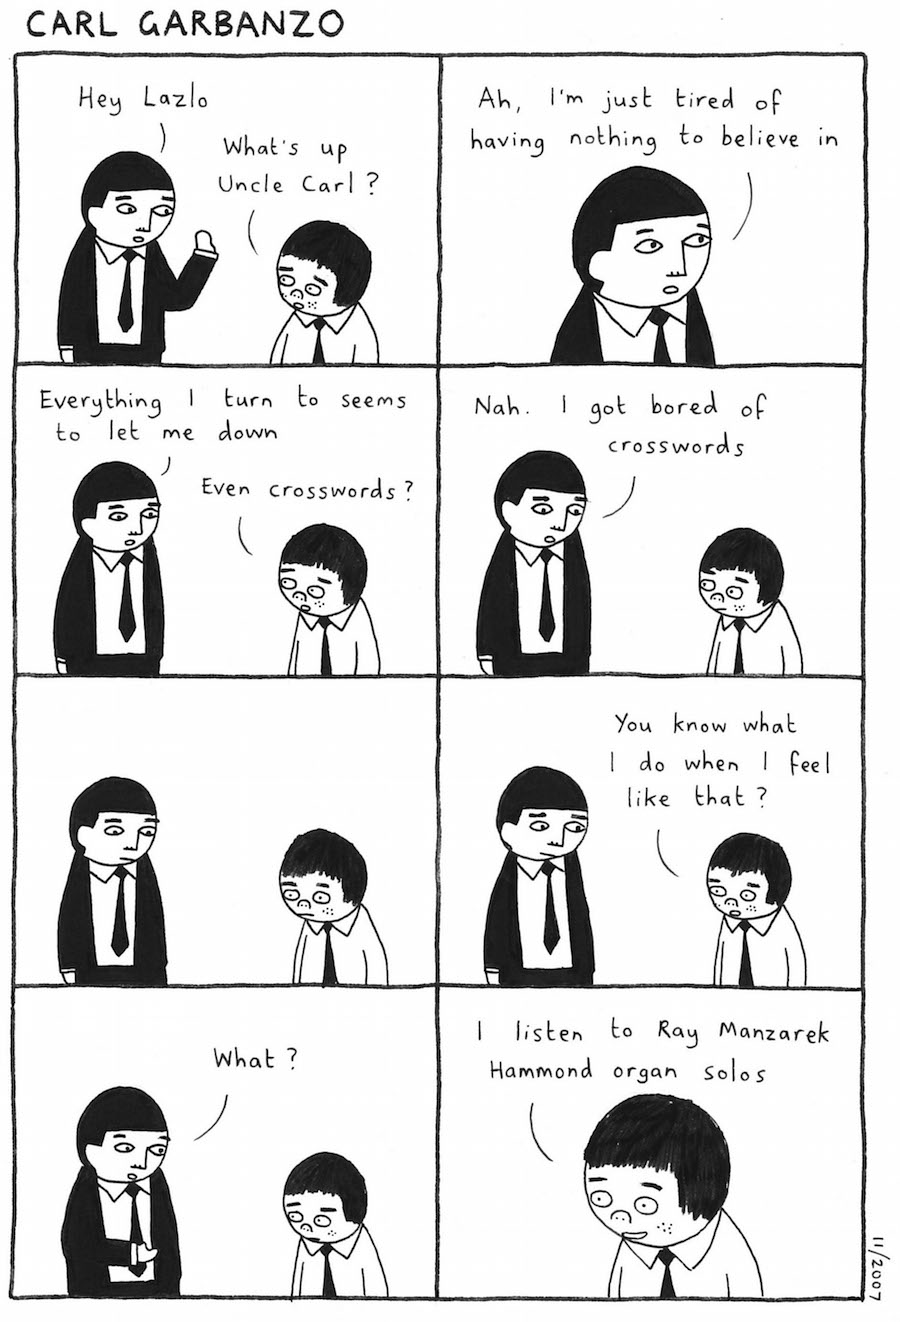 CARL GARBANZO
Hey Lazlo
What's up
Uncle Carl?
Ah, I'm just tired of
having nothing to believe in
Everything I turn to seems
to let me down
Even crosswords?
Nah. I got bored of
crosswords
You know what
I do when I feel
like that?
What?
I listen to Ray Manzarek
Hammond organ solos
11/2007